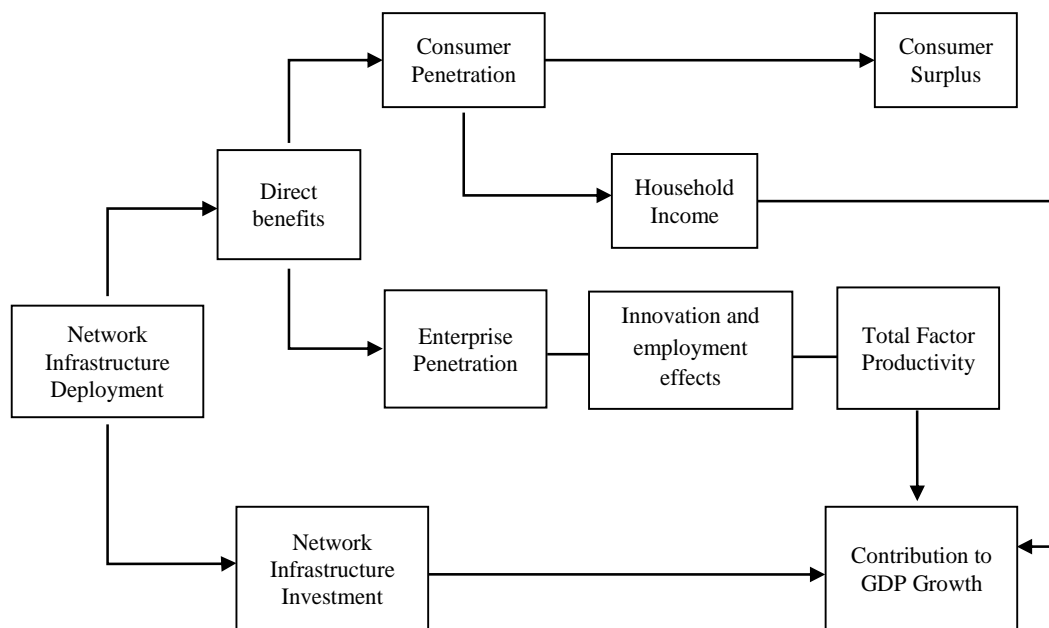 Consumer
Penetration
Consumer
Surplus
Direct
benefits
Household
Income
Network
Infrastructure
Deployment
Enterprise
Penetration
Innovation and
employment
effects
Total Factor
Productivity
Network
Infrastructure
Investment
Contribution to
GDP Growth